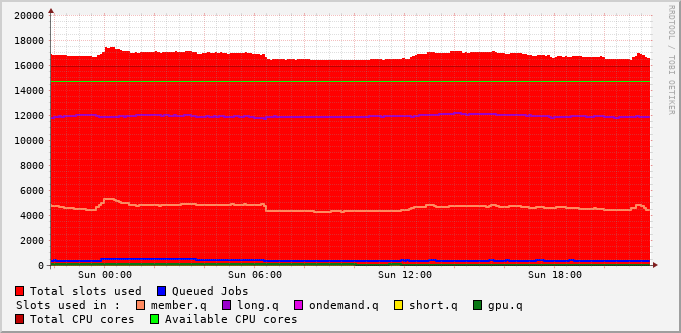 20000
18000
16000
14000
12000
10000
8000
6000
4000
2000
0
Sun 00:00 Sun 06:00 Sun 12:00 Sun 18:00
RRDTOOL / TOBI OETIKER
Total slots used Queued Jobs
Slots used in : member.q long.q ondemand.q short.q gpu.q
Total CPU cores Available CPU cores